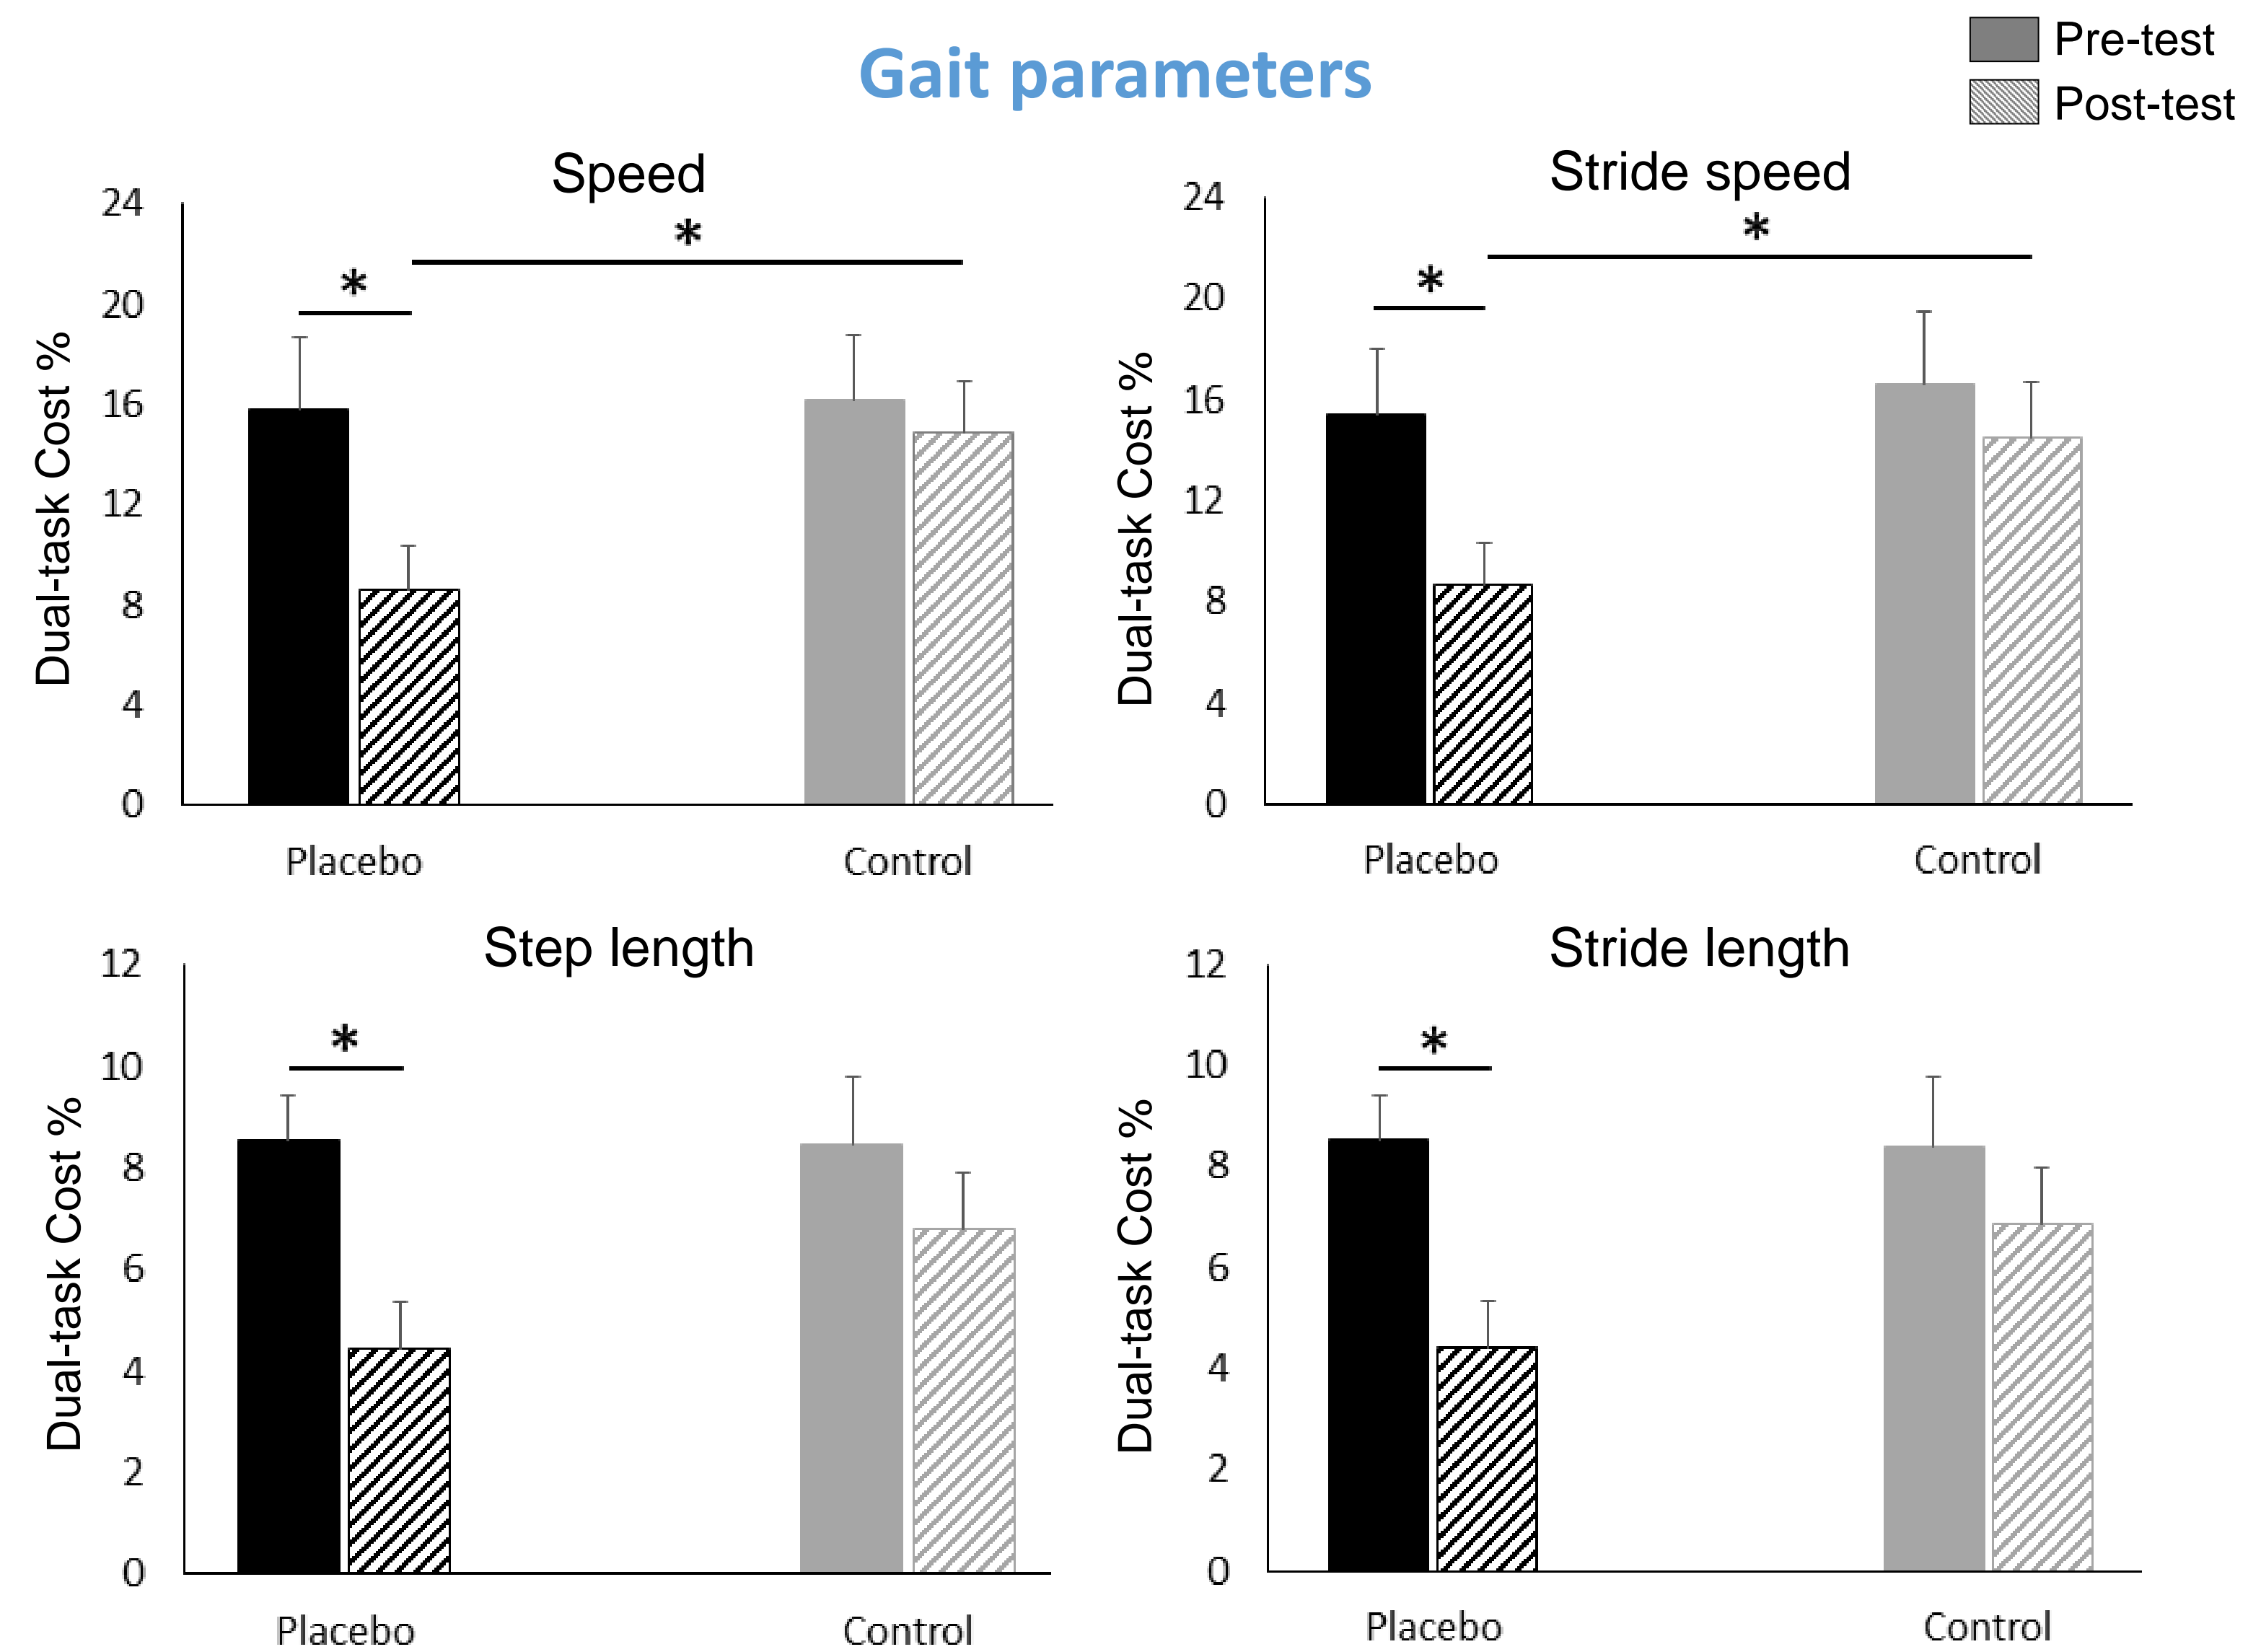 Gait parameters
Pre-test
Post-test
Speed
*
*
24
20
16
12
8
4
0
Dual-task Cost %
Placebo
Control
Stride speed
*
*
24
20
16
12
8
4
0
Dual-task Cost %
Placebo
Control
Step length
*
12
10
8
6
4
2
0
Dual-task Cost %
Placebo
Control
Stride length
*
12
10
8
6
4
2
0
Dual-task Cost %
Placebo
Control